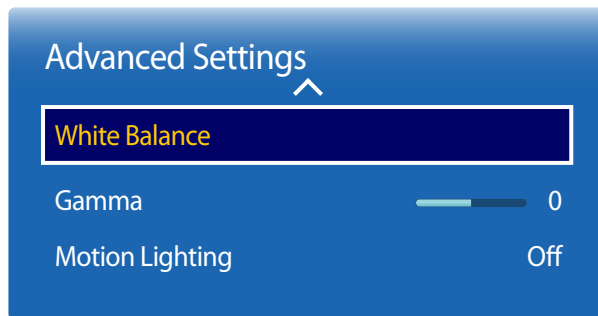 Advanced Settings
White Balance
Gamma 0
Motion Lighting Off